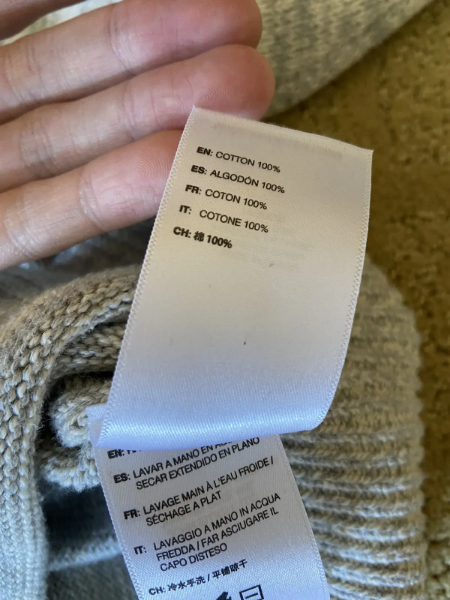 EN: COTTON 100%
ES: ALGODÓN 100%
FR: COTON 100%
IT: COTONE 100%
CH: 棉 100%
EN:
ES: LAVAR A MANO EN
SECAR EXTENDIDO EN PLANO
FR: LAVAGE MAIN À L'EAU FROIDE /
SÉCHAGE A PLAT
IT: LAVAGGIO A MANO IN ACQUA
FREDDA / FAR ASCIUGARE IL
CAPO DISTESO
CH: 冷水手洗 / 平铺晾干